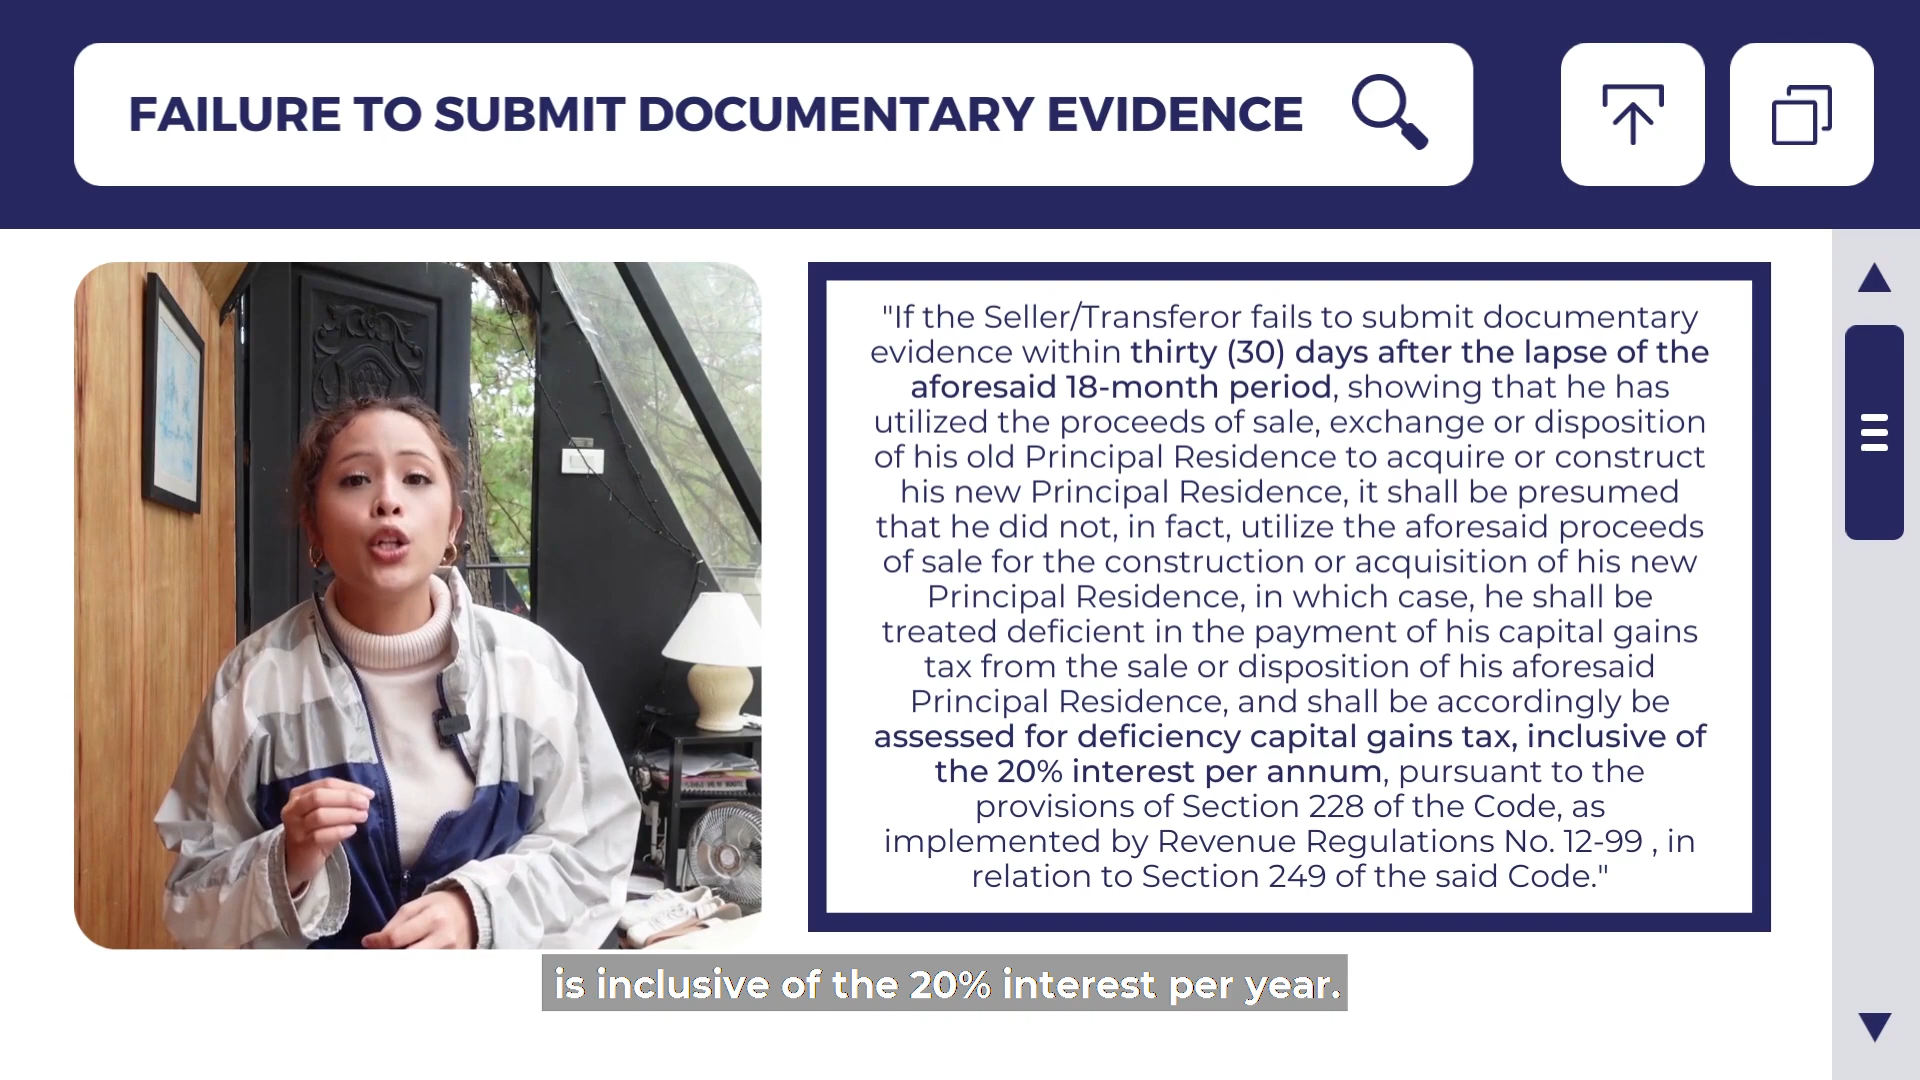 FAILURE TO SUBMIT DOCUMENTARY EVIDENCE
"If the Seller/Transferor fails to submit documentary
evidence within thirty (30) days after the lapse of the
aforesaid 18-month period, showing that he has
utilized the proceeds of sale, exchange or disposition
of his old Principal Residence to acquire or construct
his new Principal Residence, it shall be presumed
that he did not, in fact, utilize the aforesaid proceeds
of sale for the construction or acquisition of his new
Principal Residence, in which case, he shall be
treated deficient in the payment of his capital gains
tax from the sale or disposition of his aforesaid
Principal Residence, and shall be accordingly be
assessed for deficiency capital gains tax, inclusive of
the 20% interest per annum, pursuant to the
provisions of Section 228 of the Code, as
implemented by Revenue Regulations No. 12-99 , in
relation to Section 249 of the said Code."
is inclusive of the 20% interest per year.